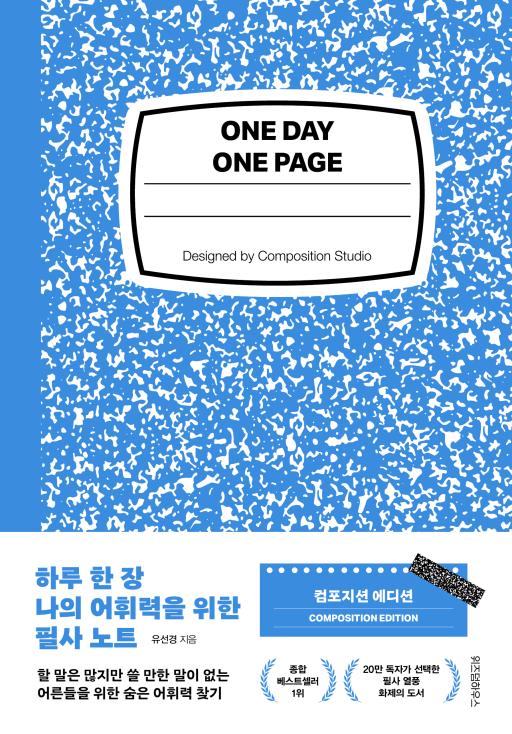 ONE DAY
ONE PAGE
Designed by Composition Studio
하루 한 장
나의 어휘력을 위한
필사 노트 유선경 지음
할 말은 많지만 쓸 만한 말이 없는
어른들을 위한 숨은 어휘력 찾기
컴포지션 에디션
COMPOSITION EDITION
종합
베스트셀러
1위
20만 독자가 선택한
필사 열풍
화제의 도서
위즈덤하우스